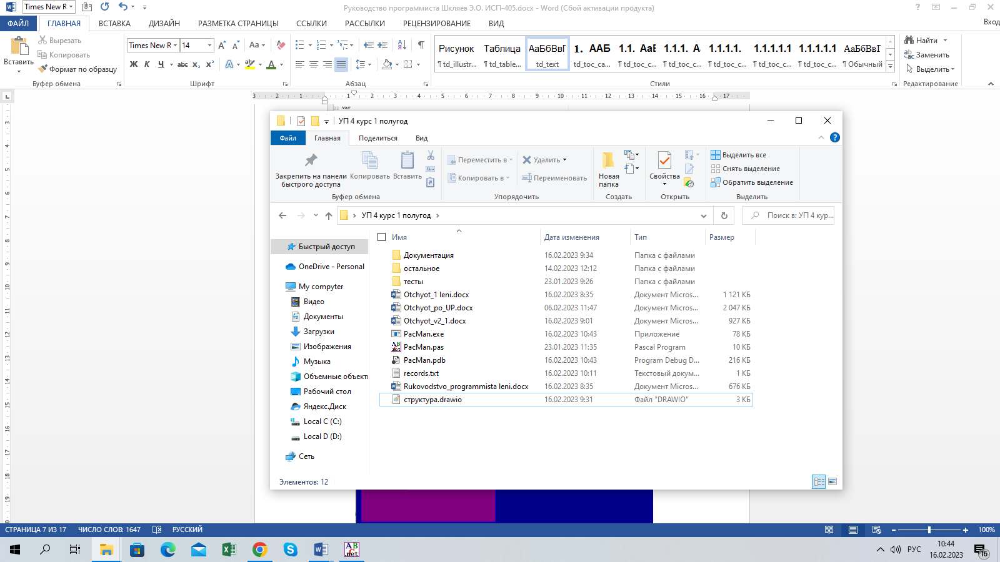 Times New R
Руководство программиста Шкляев Э.О. ИСП-405.docx - Word (Сбой активации продукта)
ФАЙЛ ГЛАВНАЯ ВСТАВКА ДИЗАЙН РАЗМЕТКА СТРАНИЦЫ ССЫЛКИ РАССЫЛКИ РЕЦЕНЗИРОВАНИЕ ВИД Вход
Вставить
Вырезать
Копировать
Формат по образцу
Буфер обмена
Times New R 14
Шрифт
Абзац
Рисунок Таблица АаБбВвГ 1. ААБ 1.1. АаЕ 1.1.1. А 1.1.1.1. 1.1.1.1.1 1.1.1.1.1 АаБбВвГ
¶ td_illustr... ¶ td_table... td_text ¶ td_toc_ca... ¶ td_toc_c... ¶ td_toc_c... ¶ td_toc_c... ¶ td_toc_c... ¶ td_toc_c... ¶ Обычный
Стили
Найти
Заменить
Выделить
Редактирование
3 2 1 1 2 3 4 5 6 7 8 9 10 11 12 13 14 15 16 17
22 var
УП 4 курс 1 полугод
Файл Главная Поделиться Вид
Закрепить на панели быстрого доступа
Копировать
Вставить
Буфер обмена
Переместить в
Копировать в
Удалить
Переименовать
Упорядочить
Новая папка
Создать
Свойства
Открыть
Выделить все
Снять выделение
Обратить выделение
Выделить
УП 4 курс 1 полугод
Поиск в: УП 4 кур...
Быстрый доступ
OneDrive - Personal
My compyter
Видео
Документы
Загрузки
Изображения
Музыка
Объемные объекты
Рабочий стол
Яндекс.Диск
Local C (C:)
Local D (D:)
Сеть
Имя Дата изменения Тип Размер
Документация 16.02.2023 9:34 Папка с файлами
остальное 14.02.2023 12:12 Папка с файлами
тесты 23.01.2023 9:26 Папка с файлами
Otchyot_1 leni.docx 16.02.2023 8:35 Документ Micros... 1 121 КБ
Otchyot_po_UP.docx 06.02.2023 11:47 Документ Micros... 2 047 КБ
Otchyot_v2_1.docx 16.02.2023 9:01 Документ Micros... 927 КБ
PacMan.exe 16.02.2023 10:43 Приложение 78 КБ
PacMan.pas 23.01.2023 11:35 Pascal Program 10 КБ
PacMan.pdb 16.02.2023 10:43 Program Debug D... 216 КБ
records.txt 16.02.2023 10:11 Текстовый докум... 1 КБ
Rukovodstvo_programmista leni.docx 16.02.2023 8:35 Документ Micros... 676 КБ
структура.drawio 16.02.2023 9:31 Файл "DRAWIO" 3 КБ
Элементов: 12
СТРАНИЦА 7 ИЗ 17 ЧИСЛО СЛОВ: 1647 РУССКИЙ 100%
РУС
10:44
16.02.2023
16